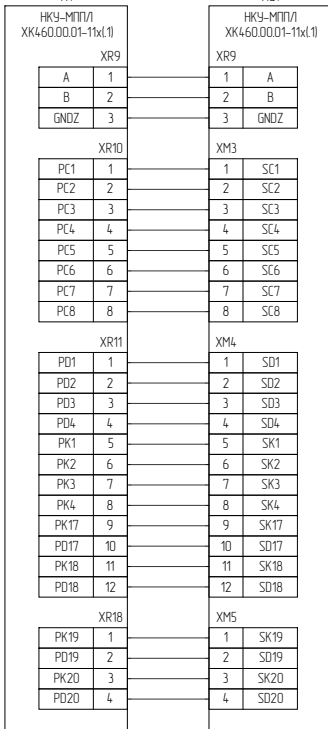 НКУ-МППЛ НКУ-МППЛ
ХК460.00.01-11х(.1) ХК460.00.01-11х(.1)
XR9 XR9
A 1 1 A
B 2 2 B
GNDZ 3 3 GNDZ
XR10 XM3
PC1 1 1 SC1
PC2 2 2 SC2
PC3 3 3 SC3
PC4 4 4 SC4
PC5 5 5 SC5
PC6 6 6 SC6
PC7 7 7 SC7
PC8 8 8 SC8
XR11 XM4
PD1 1 1 SD1
PD2 2 2 SD2
PD3 3 3 SD3
PD4 4 4 SD4
PK1 5 5 SK1
PK2 6 6 SK2
PK3 7 7 SK3
PK4 8 8 SK4
PK17 9 9 SK17
PD17 10 10 SD17
PK18 11 11 SK18
PD18 12 12 SD18
XR18 XM5
PK19 1 1 SK19
PD19 2 2 SD19
PK20 3 3 SK20
PD20 4 4 SD20